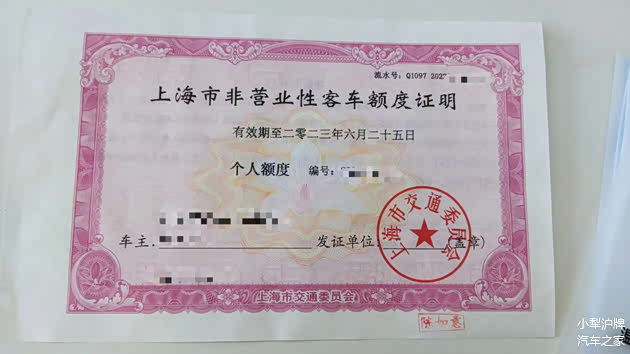 流水号：Q1097 202
上海市非营业性客车额度证明
有效期至二零二三年六月二十五日
个人额度 编号：
车主 发证单位 (盖章)
上海市交通委员会
上海市交通委员会
小犁沪牌
汽车之家